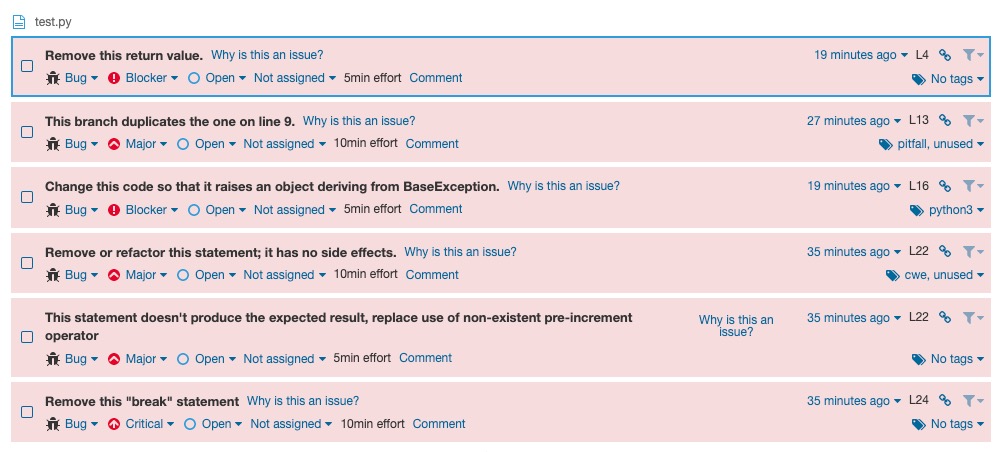 test.py
Remove this return value. Why is this an issue? 19 minutes ago L4
Bug Blocker Open Not assigned 5min effort Comment No tags
This branch duplicates the one on line 9. Why is this an issue? 27 minutes ago L13
Bug Major Open Not assigned 10min effort Comment pitfall, unused
Change this code so that it raises an object deriving from BaseException. Why is this an issue? 19 minutes ago L16
Bug Blocker Open Not assigned 5min effort Comment python3
Remove or refactor this statement; it has no side effects. Why is this an issue? 35 minutes ago L22
Bug Major Open Not assigned 10min effort Comment cwe, unused
This statement doesn't produce the expected result, replace use of non-existent pre-increment
operator
Why is this an
issue?
35 minutes ago L22
Bug Major Open Not assigned 5min effort Comment No tags
Remove this "break" statement Why is this an issue? 35 minutes ago L24
Bug Critical Open Not assigned 10min effort Comment No tags